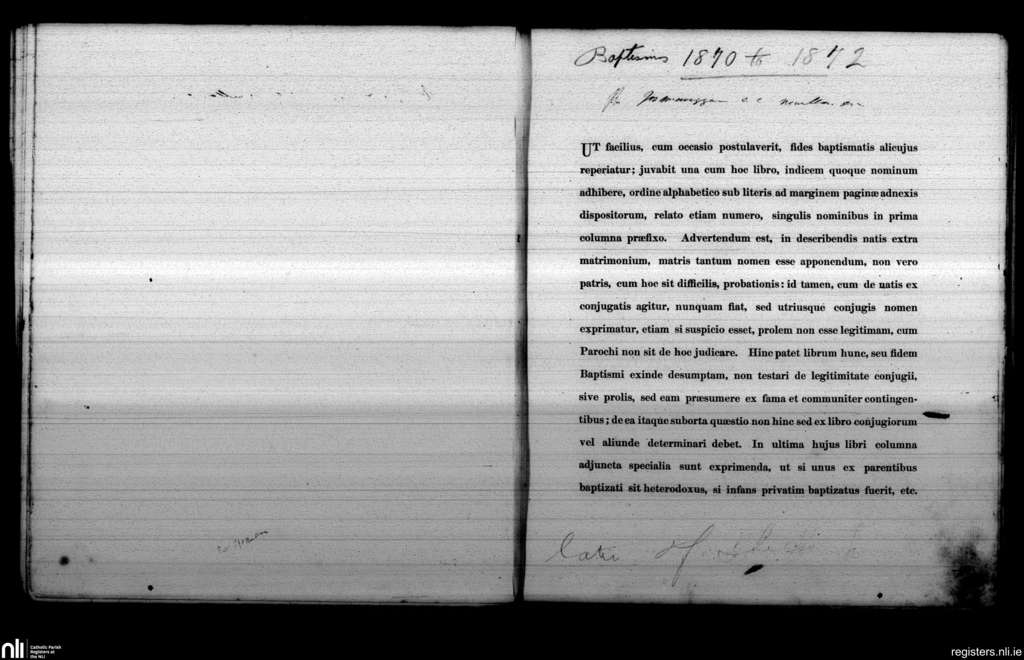 Baptisms 1870 to 1872
UT facilius, cum occasio postulaverit, fides baptismatis alicujus
reperiatur; juvabit una cum hoc libro, indicem quoque nominum
adhibere, ordine alphabetico sub literis ad marginem paginæ adnexis
dispositorum, relato etiam numero, singulis nominibus in prima
columna præfixo. Advertendum est, in describendis natis extra
matrimonium, matris tantum nomen esse apponendum, non vero
patris, cum hoc sit difficilis, probationis: id tamen, cum de natis ex
conjugatis agitur, nunquam fiat, sed utriusque conjugis nomen
exprimatur, etiam si suspicio esset, prolem non esse legitimam, cum
Parochi non sit de hoc judicare. Hinc patet librum hunc, seu fidem
Baptismi exinde desumptam, non testari de legitimitate conjugii,
sive prolis, sed eam præsumere ex fama et communiter contingen-
tibus; de ea itaque suborta quæstio non hinc sed ex libro conjugiorum
vel aliunde determinari debet. In ultima hujus libri columna
adjuncta specialia sunt exprimenda, ut si unus ex parentibus
baptizati sit heterodoxus, si infans privatim baptizatus fuerit, etc.
nli
Catholic Parish
Registers at
the NLI
registers.nli.ie